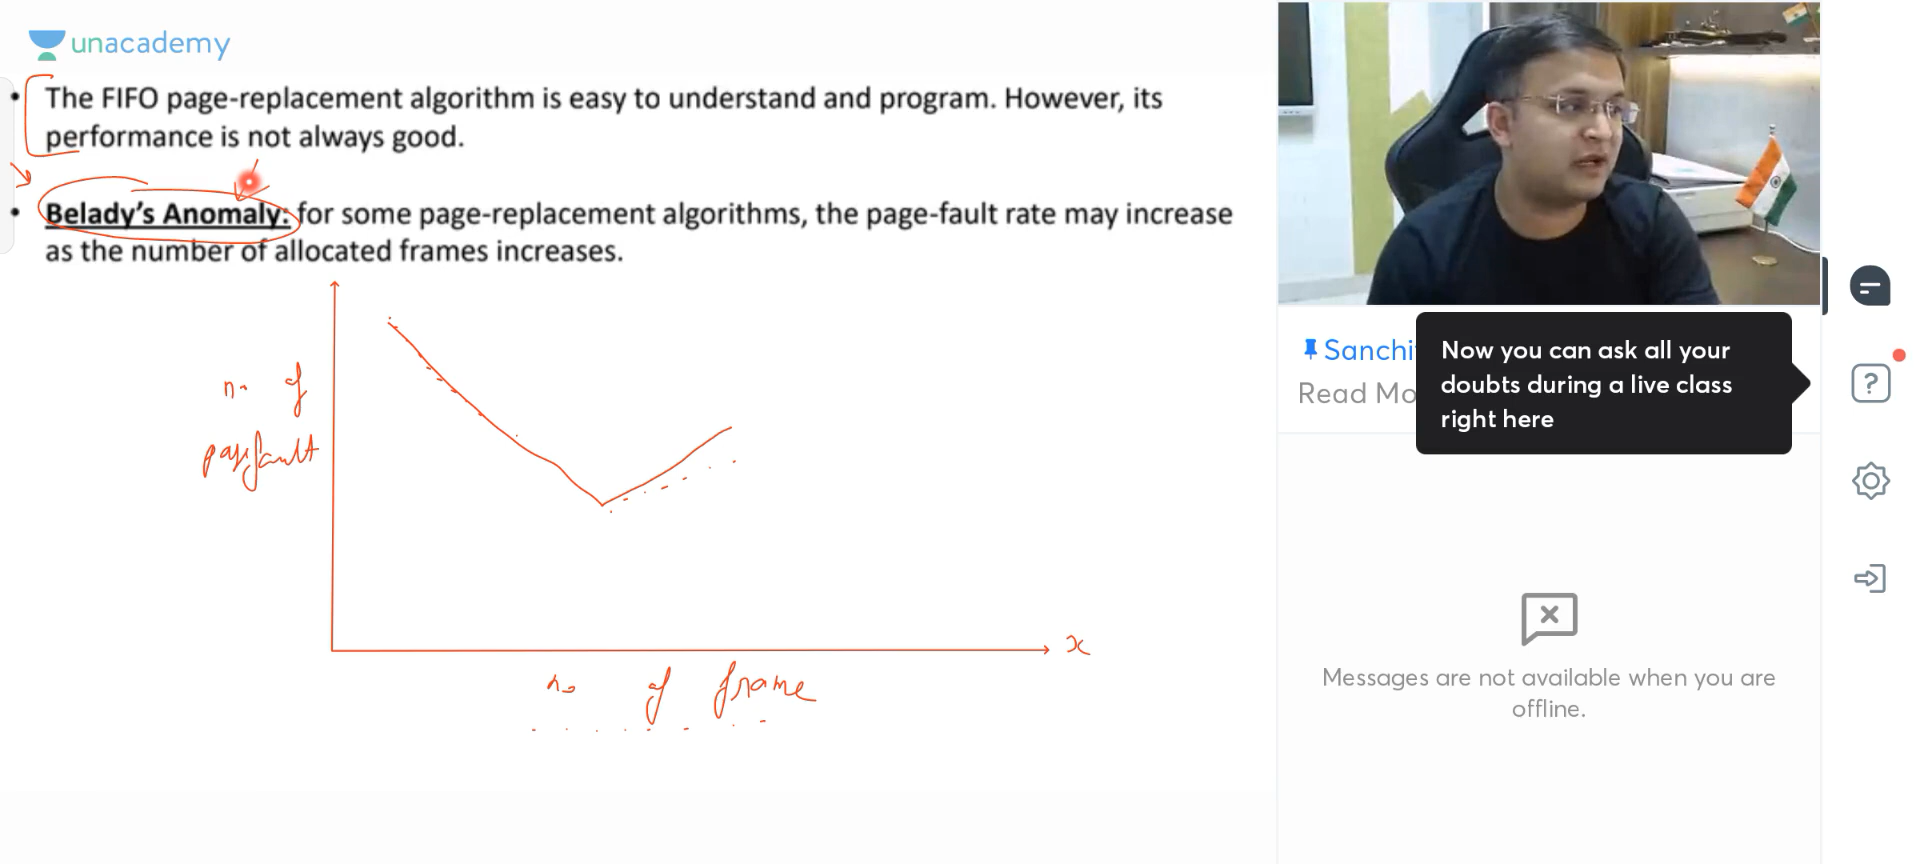 unacademy
• The FIFO page-replacement algorithm is easy to understand and program. However, its
performance is not always good.
• Belady's Anomaly: for some page-replacement algorithms, the page-fault rate may increase
as the number of allocated frames increases.
no of
page fault
x
no of frame
Sanchi
Read Mo
Now you can ask all your
doubts during a live class
right here
?
Messages are not available when you are
offline.